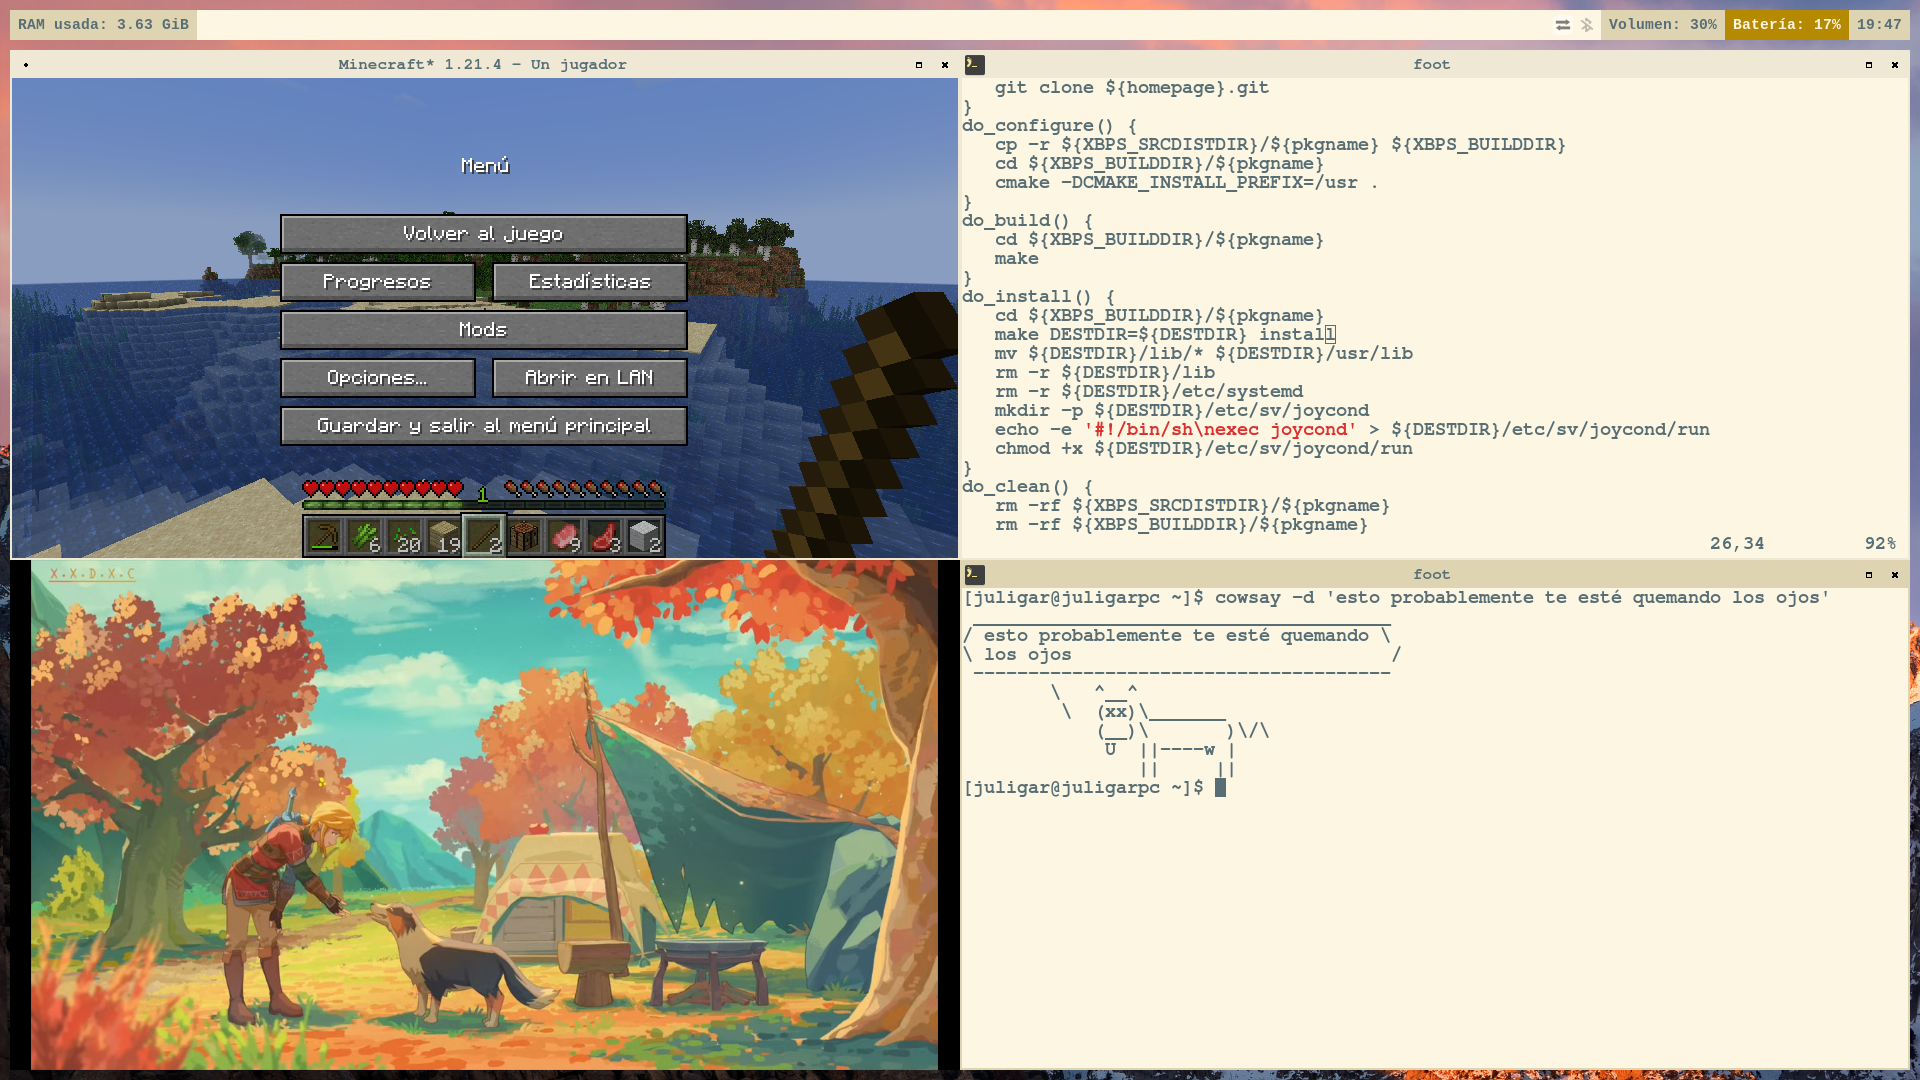 RAM usada: 3.63 GiB
Volumen: 30%
Batería: 17%
19:47
Minecraft* 1.21.4 – Un jugador
Menú
Volver al juego
Progresos
Estadísticas
Mods
Opciones...
Abrir en LAN
Guardar y salir al menú principal
1
6
20
19
2
9
3
2
foot
git clone ${homepage}.git
}
do_configure() {
cp -r ${XBPS_SRCDISTDIR}/${pkgname} ${XBPS_BUILDDIR}
cd ${XBPS_BUILDDIR}/${pkgname}
cmake -DCMAKE_INSTALL_PREFIX=/usr .
}
do_build() {
cd ${XBPS_BUILDDIR}/${pkgname}
make
}
do_install() {
cd ${XBPS_BUILDDIR}/${pkgname}
make DESTDIR=${DESTDIR} install
mv ${DESTDIR}/lib/* ${DESTDIR}/usr/lib
rm -r ${DESTDIR}/lib
rm -r ${DESTDIR}/etc/systemd
mkdir -p ${DESTDIR}/etc/sv/joycond
echo -e '#!/bin/sh\nexec joycond' > ${DESTDIR}/etc/sv/joycond/run
chmod +x ${DESTDIR}/etc/sv/joycond/run
}
do_clean() {
rm -rf ${XBPS_SRCDISTDIR}/${pkgname}
rm -rf ${XBPS_BUILDDIR}/${pkgname}
26,34 92%
X.X.D.X.C
foot
[juligar@juligarpc ~]$ cowsay -d 'esto probablemente te esté quemando los ojos'
 ______________________________________
/ esto probablemente te esté quemando \
\ los ojos                             /
 --------------------------------------
        \   ^__^
         \  (xx)\_______
            (__)\       )\/\
             U  ||----w |
                ||     ||
[juligar@juligarpc ~]$